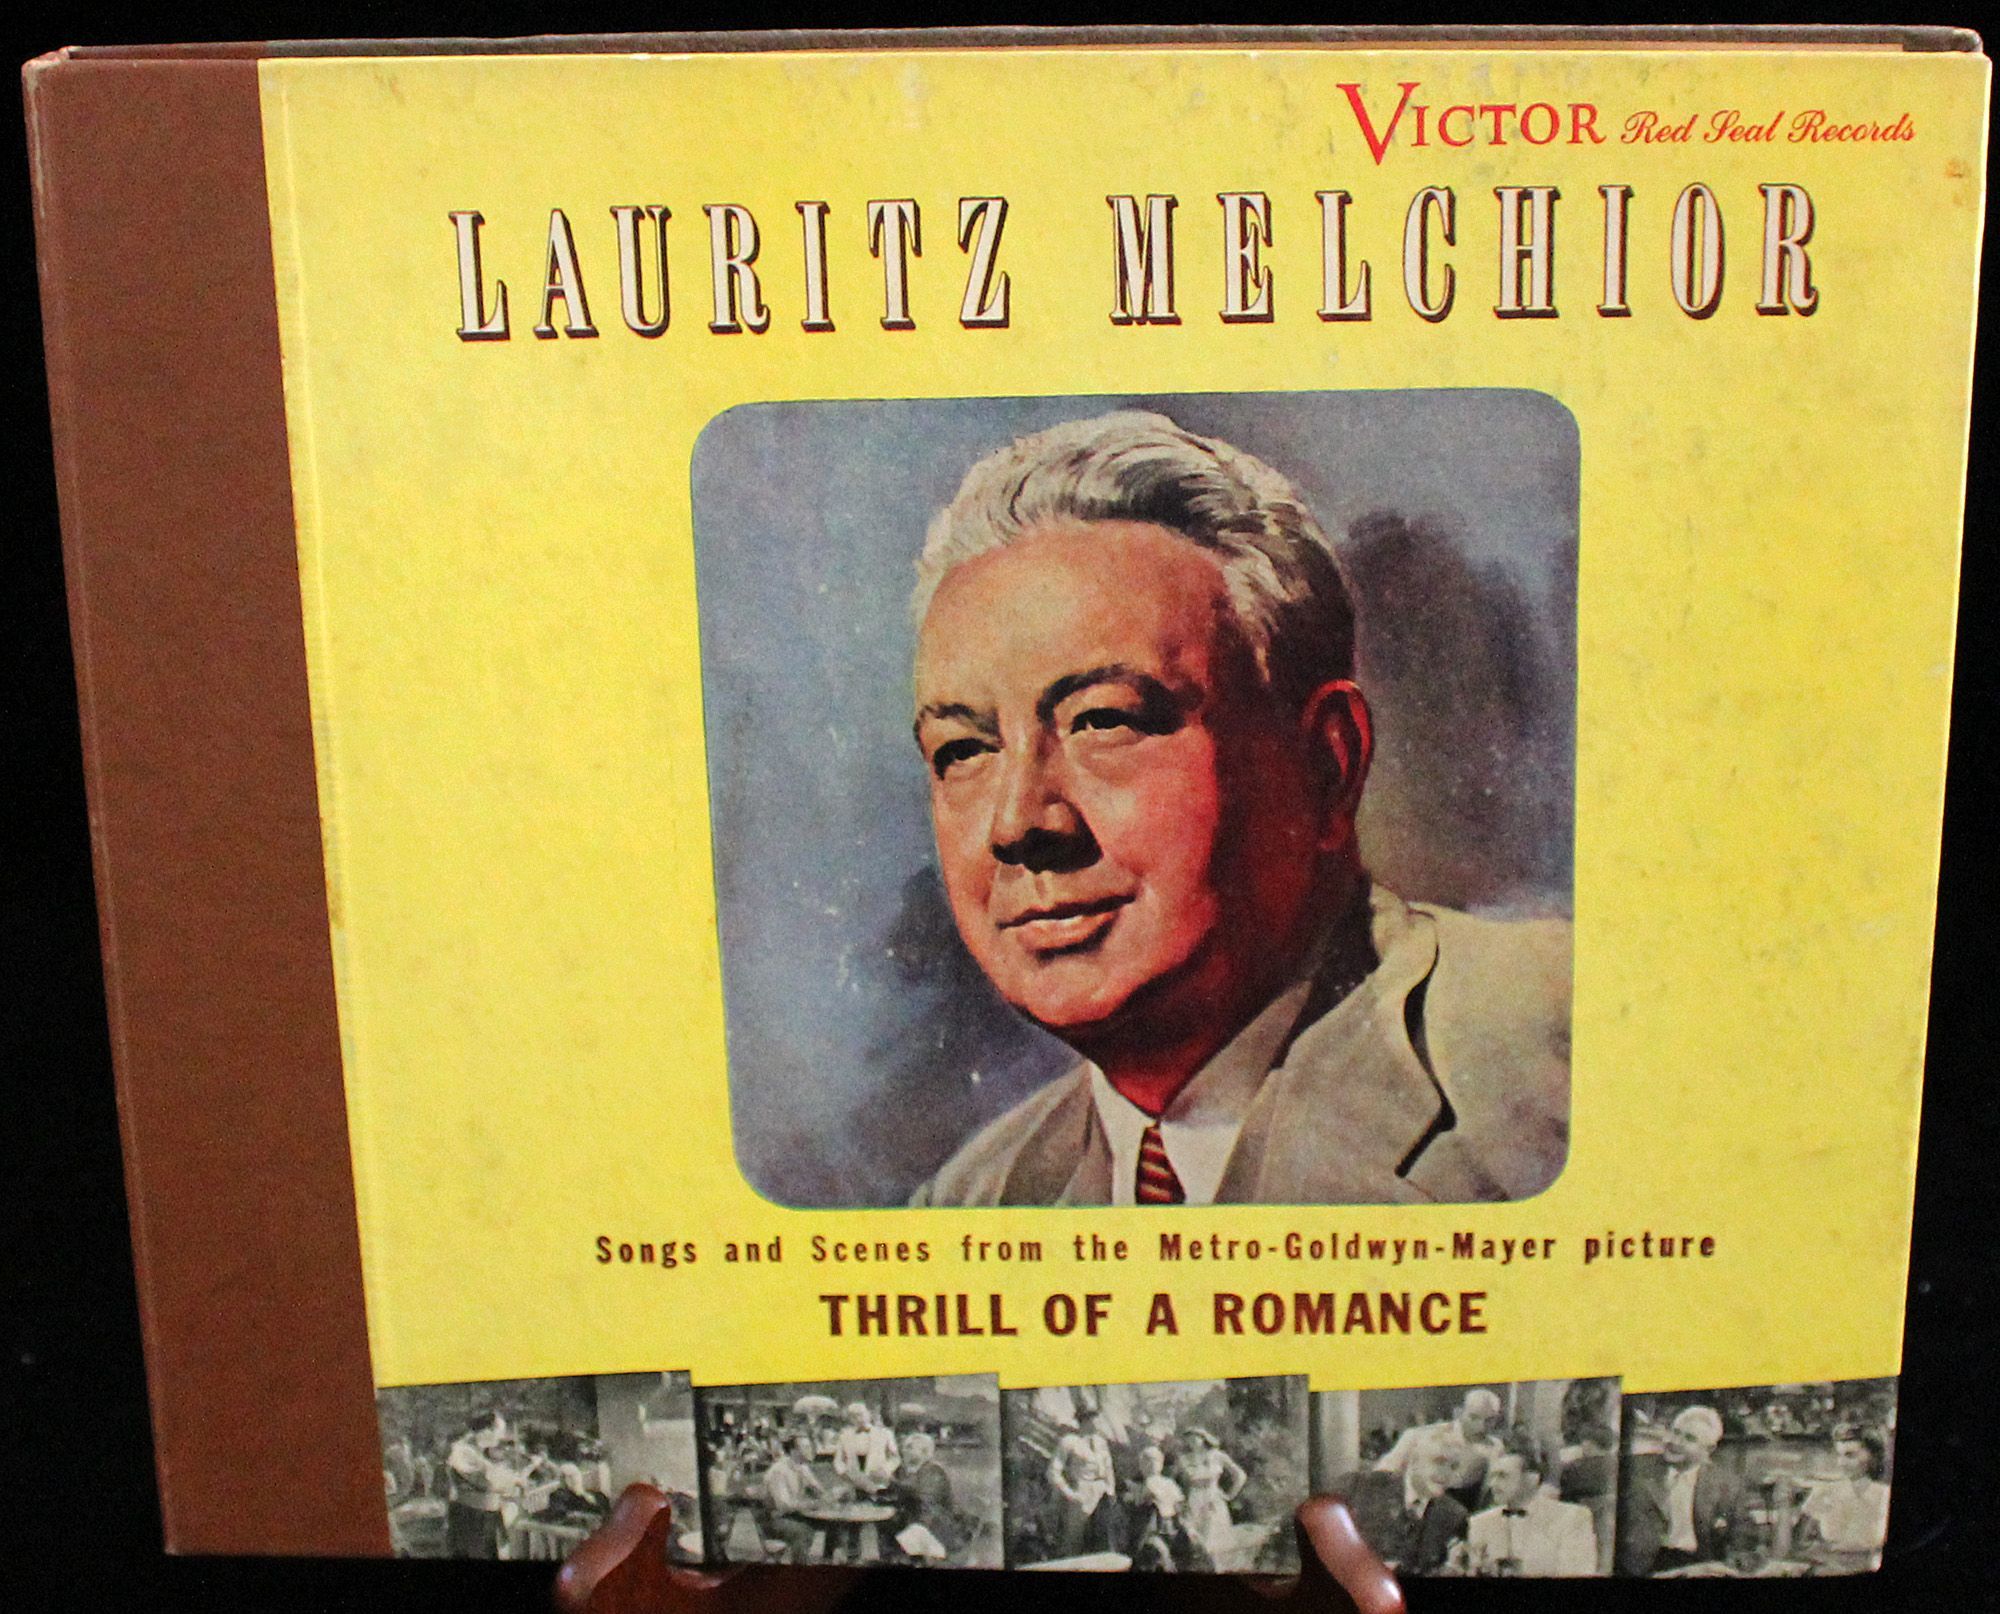 VICTOR Red Seal Records
LAURITZ MELCHIOR
Songs and Scenes from the Metro-Goldwyn-Mayer picture
THRILL OF A ROMANCE